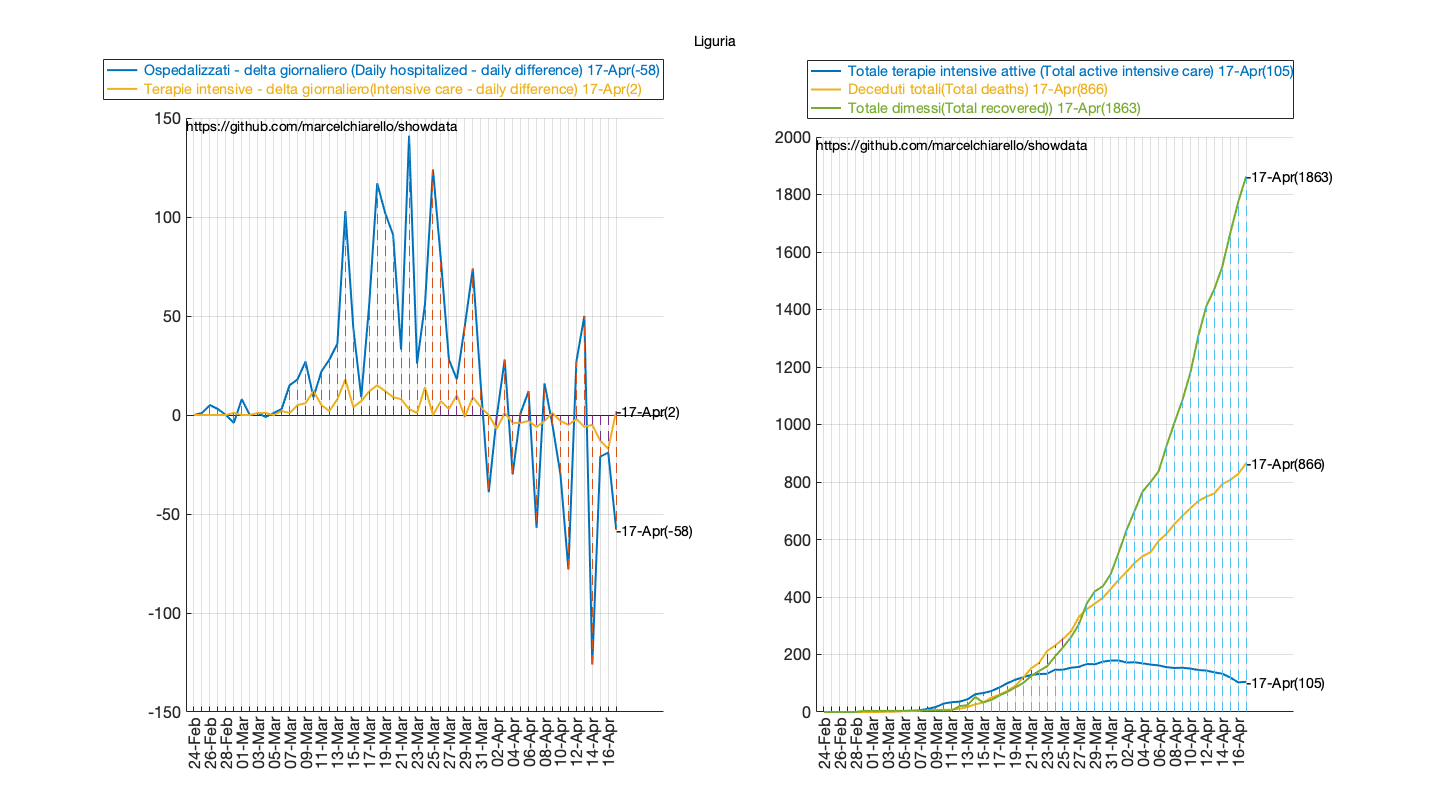 Liguria
Ospedalizzati - delta giornaliero (Daily hospitalized - daily difference) 17-Apr(-58)
Terapie intensive - delta giornaliero(Intensive care - daily difference) 17-Apr(2)
https://github.com/marcelchiarello/showdata
150
100
50
0
-50
-100
-150
-17-Apr(2)
-17-Apr(-58)
24-Feb
26-Feb
28-Feb
01-Mar
03-Mar
05-Mar
07-Mar
09-Mar
11-Mar
13-Mar
15-Mar
17-Mar
19-Mar
21-Mar
23-Mar
25-Mar
27-Mar
29-Mar
31-Mar
02-Apr
04-Apr
06-Apr
08-Apr
10-Apr
12-Apr
14-Apr
16-Apr
Totale terapie intensive attive (Total active intensive care) 17-Apr(105)
Deceduti totali(Total deaths) 17-Apr(866)
Totale dimessi(Total recovered)) 17-Apr(1863)
https://github.com/marcelchiarello/showdata
2000
1800
1600
1400
1200
1000
800
600
400
200
0
-17-Apr(1863)
-17-Apr(866)
-17-Apr(105)
24-Feb
26-Feb
28-Feb
01-Mar
03-Mar
05-Mar
07-Mar
09-Mar
11-Mar
13-Mar
15-Mar
17-Mar
19-Mar
21-Mar
23-Mar
25-Mar
27-Mar
29-Mar
31-Mar
02-Apr
04-Apr
06-Apr
08-Apr
10-Apr
12-Apr
14-Apr
16-Apr